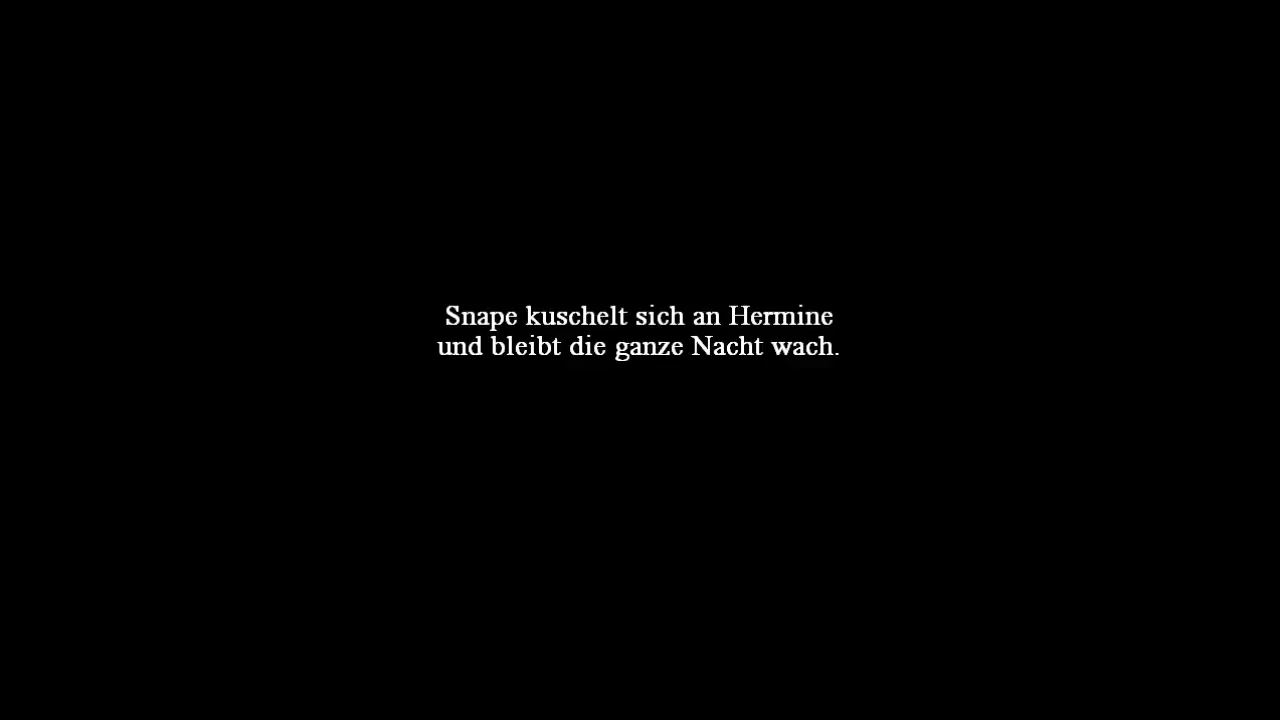 Snape kuschelt sich an Hermine
und bleibt die ganze Nacht wach.